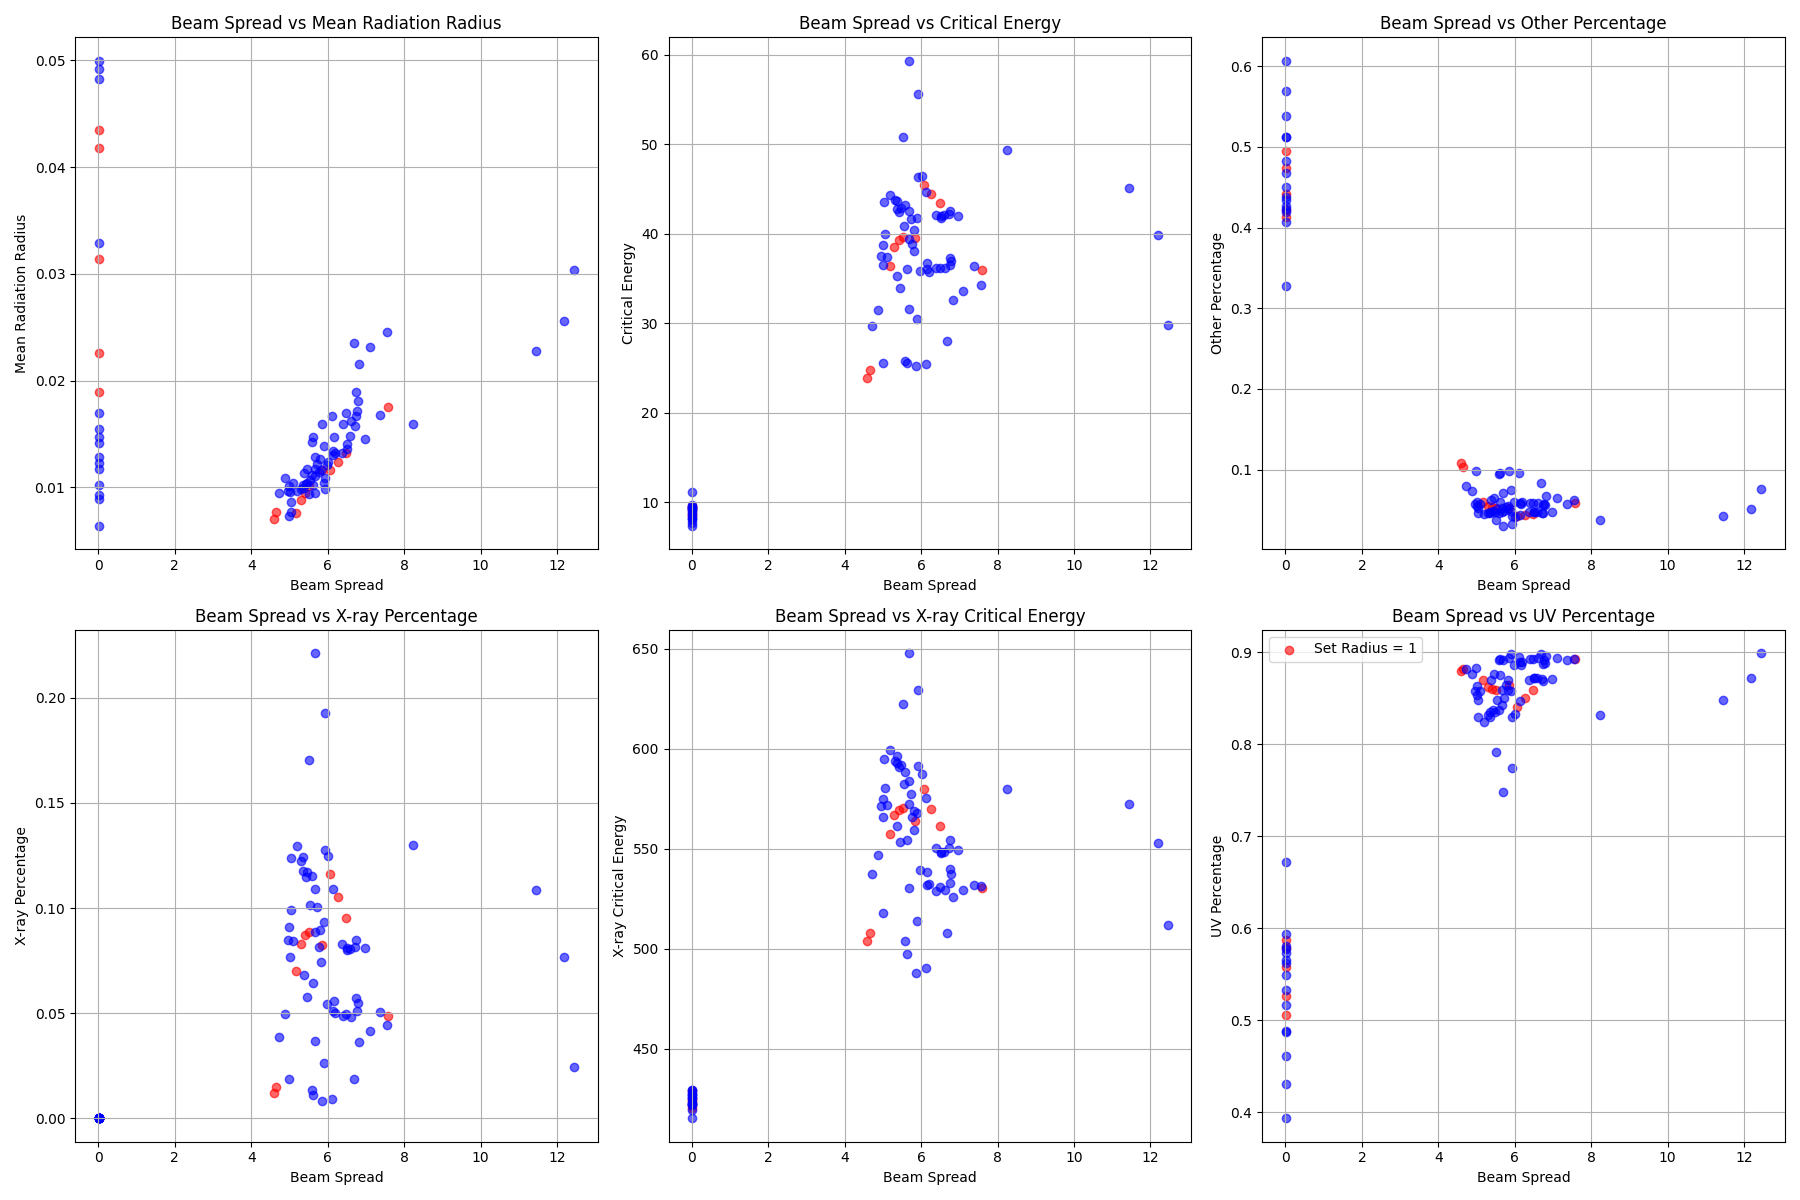 Beam Spread vs Mean Radiation Radius
Mean Radiation Radius
0.05
0.04
0.03
0.02
0.01
0 2 4 6 8 10 12
Beam Spread
Beam Spread vs Critical Energy
Critical Energy
60
50
40
30
20
10
0 2 4 6 8 10 12
Beam Spread
Beam Spread vs Other Percentage
Other Percentage
0.6
0.5
0.4
0.3
0.2
0.1
0 2 4 6 8 10 12
Beam Spread
Beam Spread vs X-ray Percentage
X-ray Percentage
0.20
0.15
0.10
0.05
0.00
0 2 4 6 8 10 12
Beam Spread
Beam Spread vs X-ray Critical Energy
X-ray Critical Energy
650
600
550
500
450
0 2 4 6 8 10 12
Beam Spread
Beam Spread vs UV Percentage
Set Radius = 1
UV Percentage
0.9
0.8
0.7
0.6
0.5
0.4
0 2 4 6 8 10 12
Beam Spread